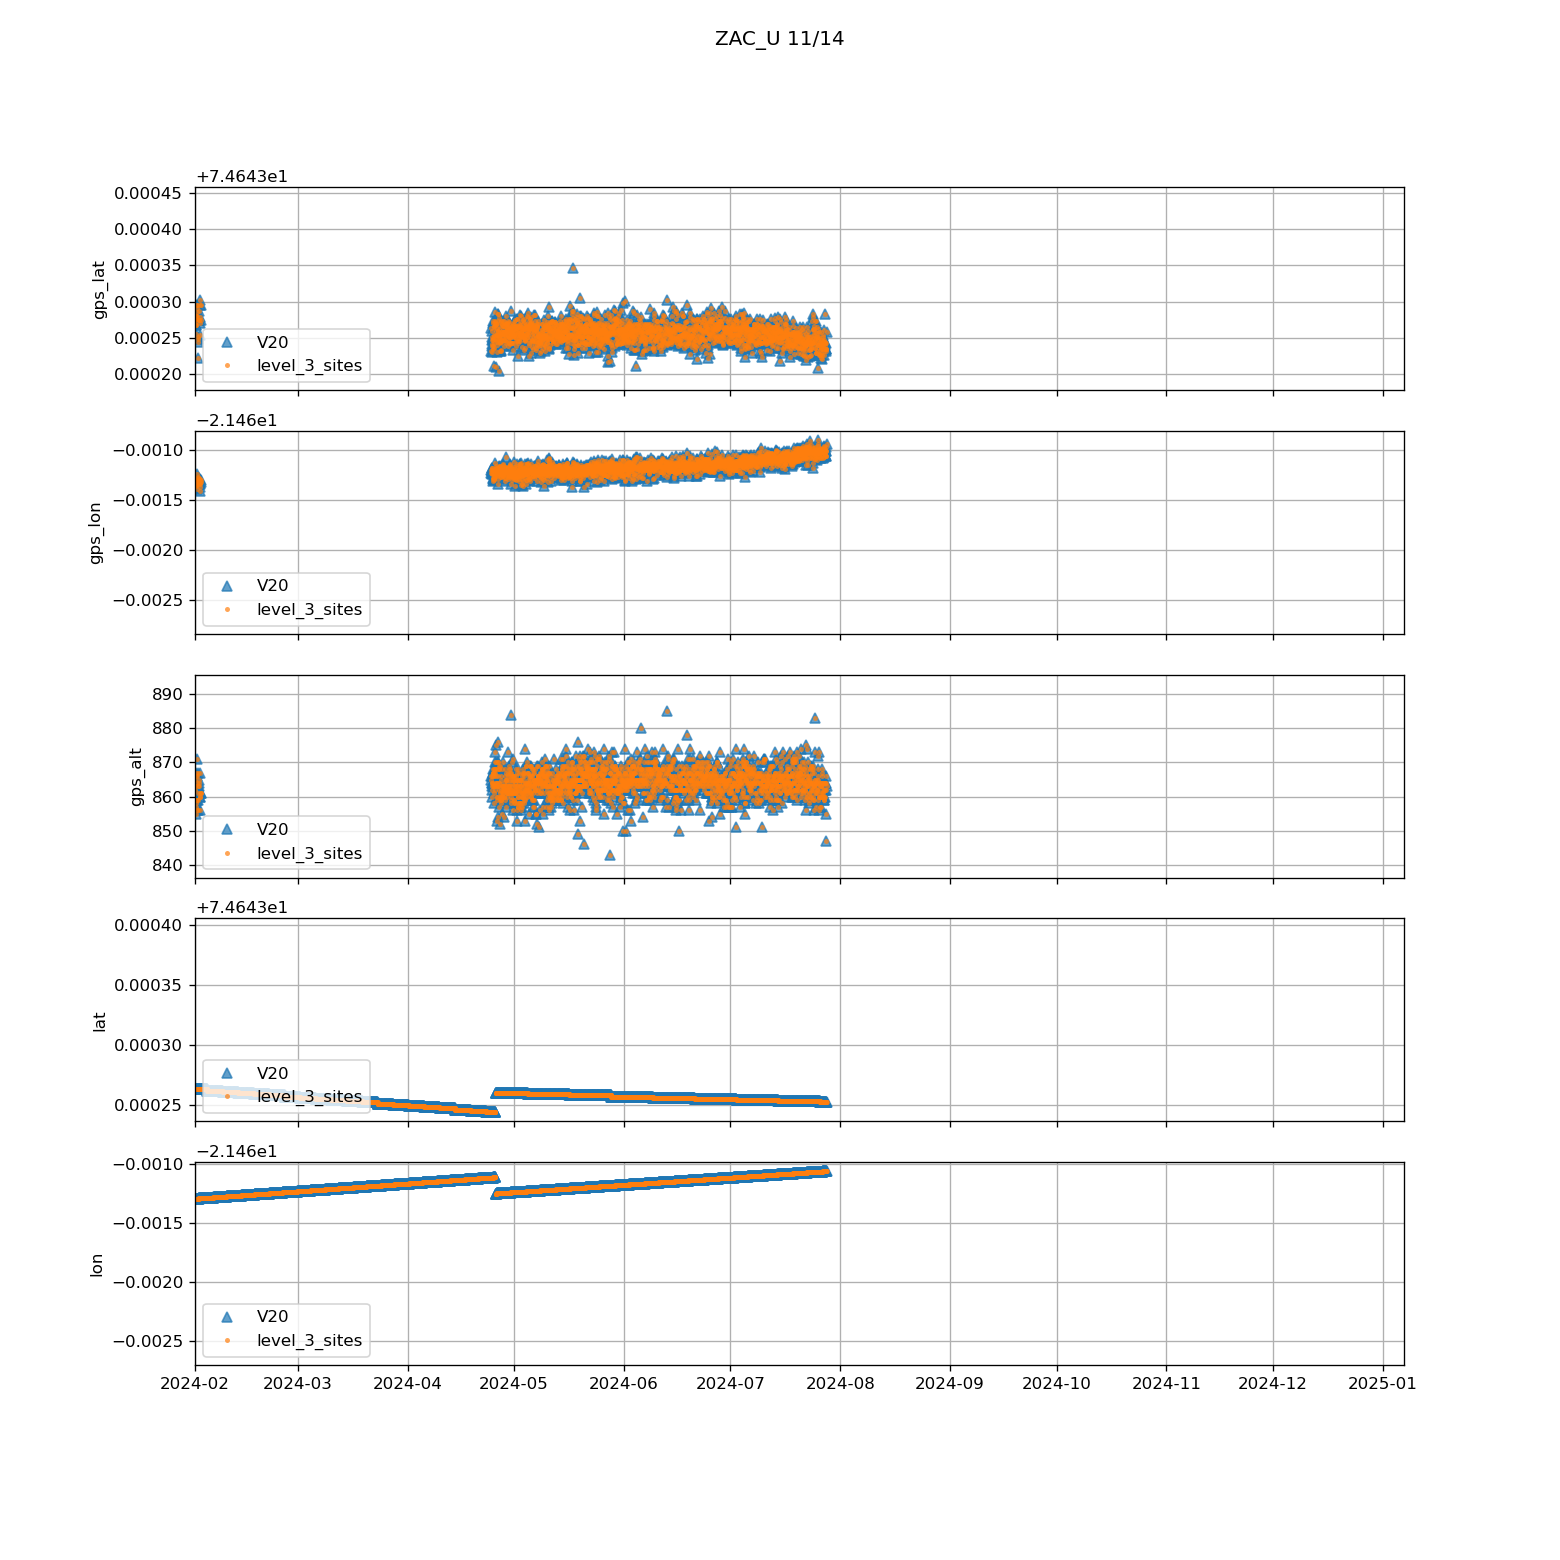 ZAC_U 11/14
+7.4643e1
0.00045
0.00040
0.00035
0.00030
0.00025
0.00020
gps_lat
V20
level_3_sites
−2.146e1
−0.0010
−0.0015
−0.0020
−0.0025
gps_lon
V20
level_3_sites
890
880
870
860
850
840
gps_alt
V20
level_3_sites
+7.4643e1
0.00040
0.00035
0.00030
0.00025
lat
V20
level_3_sites
−2.146e1
−0.0010
−0.0015
−0.0020
−0.0025
lon
V20
level_3_sites
2024-02 2024-03 2024-04 2024-05 2024-06 2024-07 2024-08 2024-09 2024-10 2024-11 2024-12 2025-01